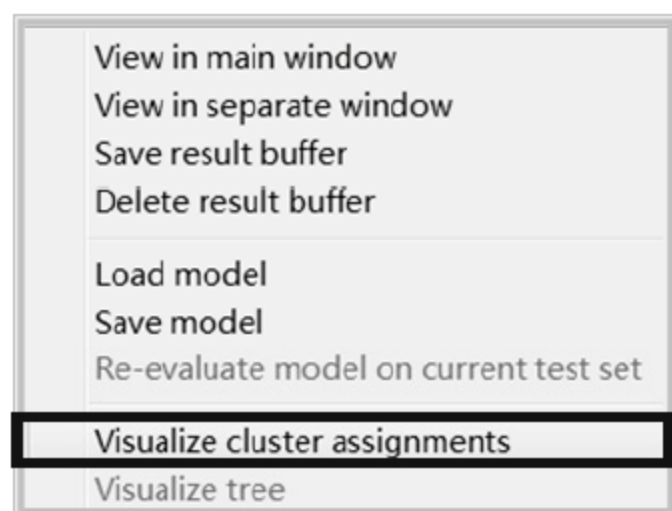 View in main window
View in separate window
Save result buffer
Delete result buffer
Load model
Save model
Re-evaluate model on current test set
Visualize cluster assignments
Visualize tree